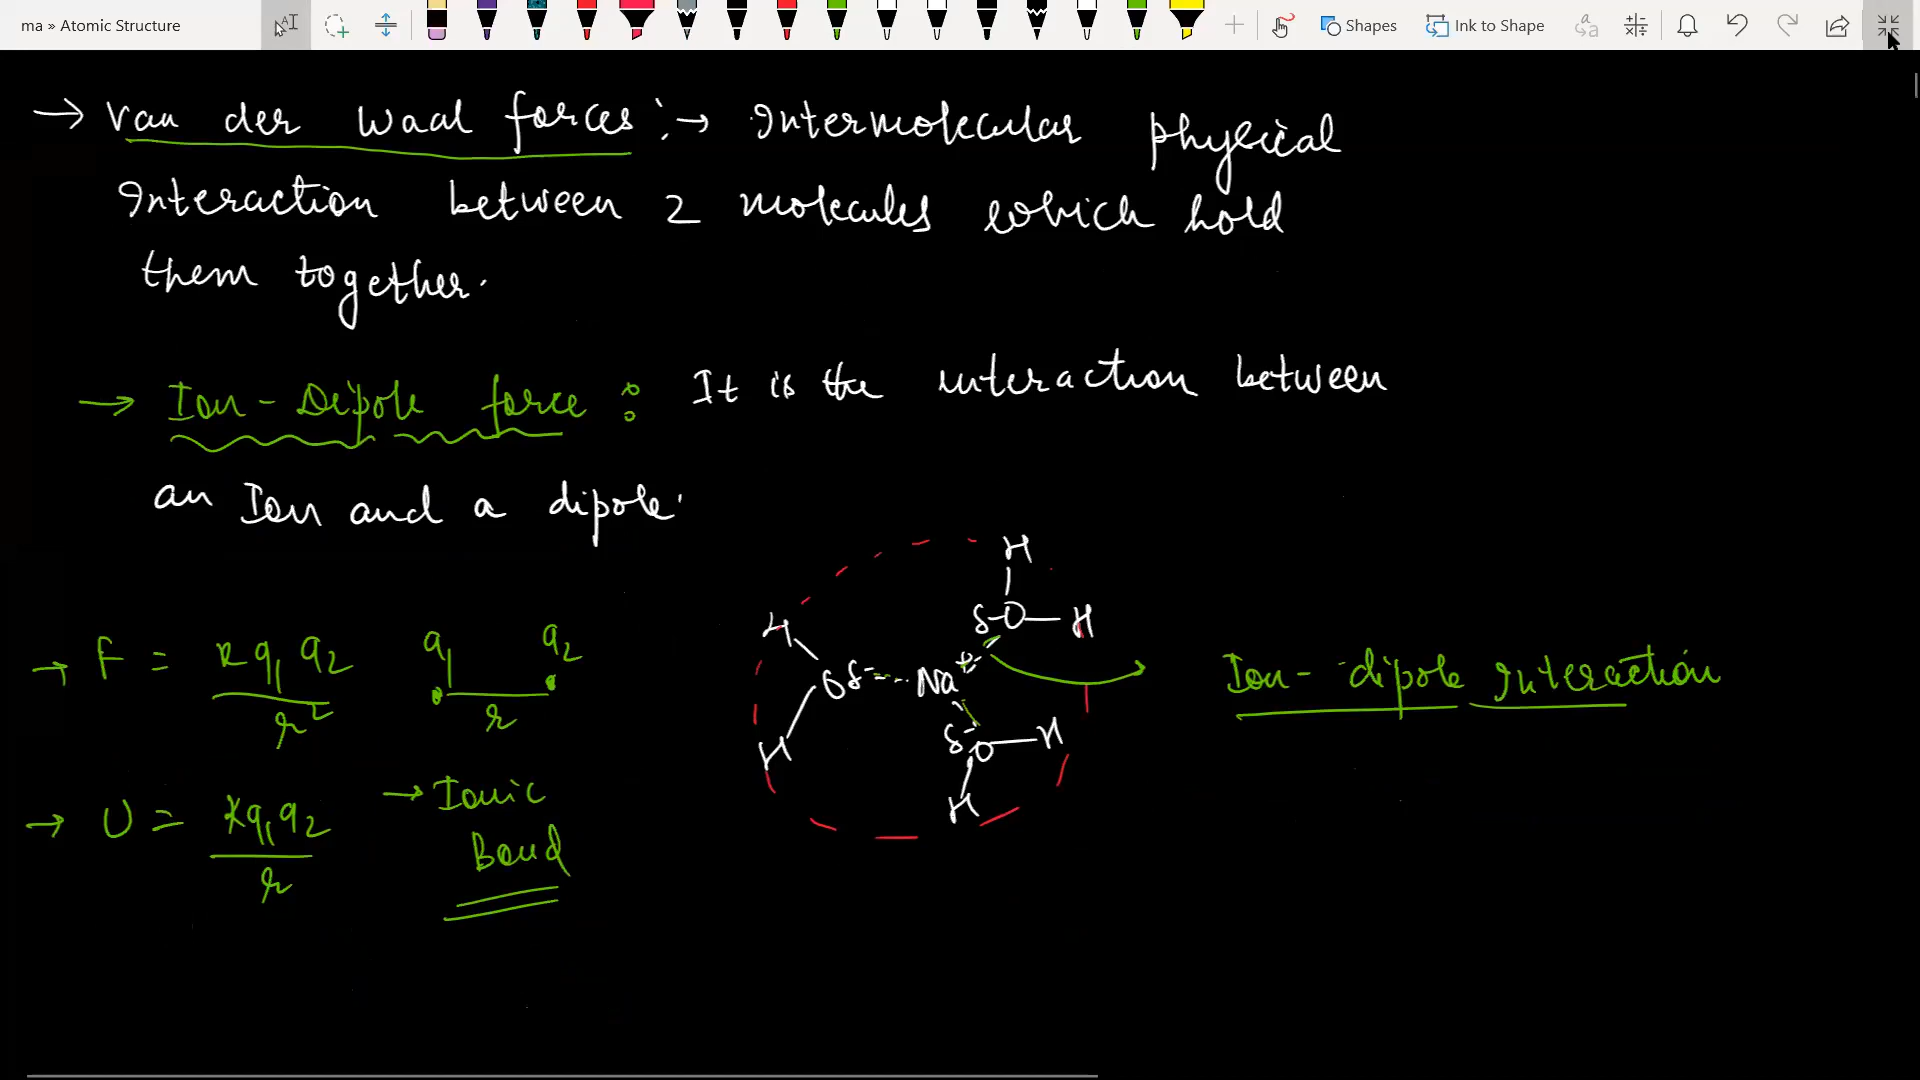 ma » Atomic Structure
Shapes
Ink to Shape
→ Van der Waal forces :→ Intermolecular physical
Interaction between 2 molecules which hold
them together.
→ Ion-Dipole force : It is the interaction between
an Ion and a dipole.
→ F = Kq₁q₂/r² q₁ q₂ r
→ U = Kq₁q₂/r
→ Ionic
Bond
H
δ-O—H
H
Oδ- Na+
H
δ-O—H
H
Ion-dipole Interaction